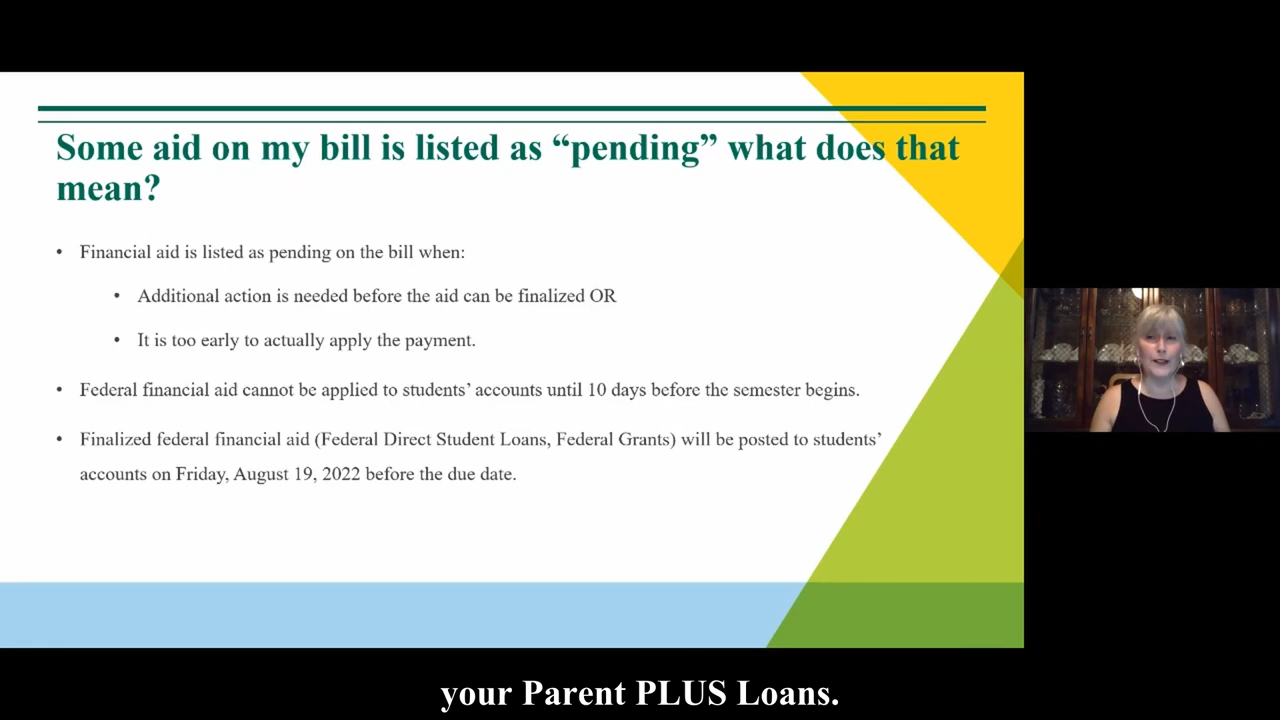 Some aid on my bill is listed as “pending” what does that
mean?
• Financial aid is listed as pending on the bill when:
• Additional action is needed before the aid can be finalized OR
• It is too early to actually apply the payment.
• Federal financial aid cannot be applied to students’ accounts until 10 days before the semester begins.
• Finalized federal financial aid (Federal Direct Student Loans, Federal Grants) will be posted to students’
accounts on Friday, August 19, 2022 before the due date.
your Parent PLUS Loans.